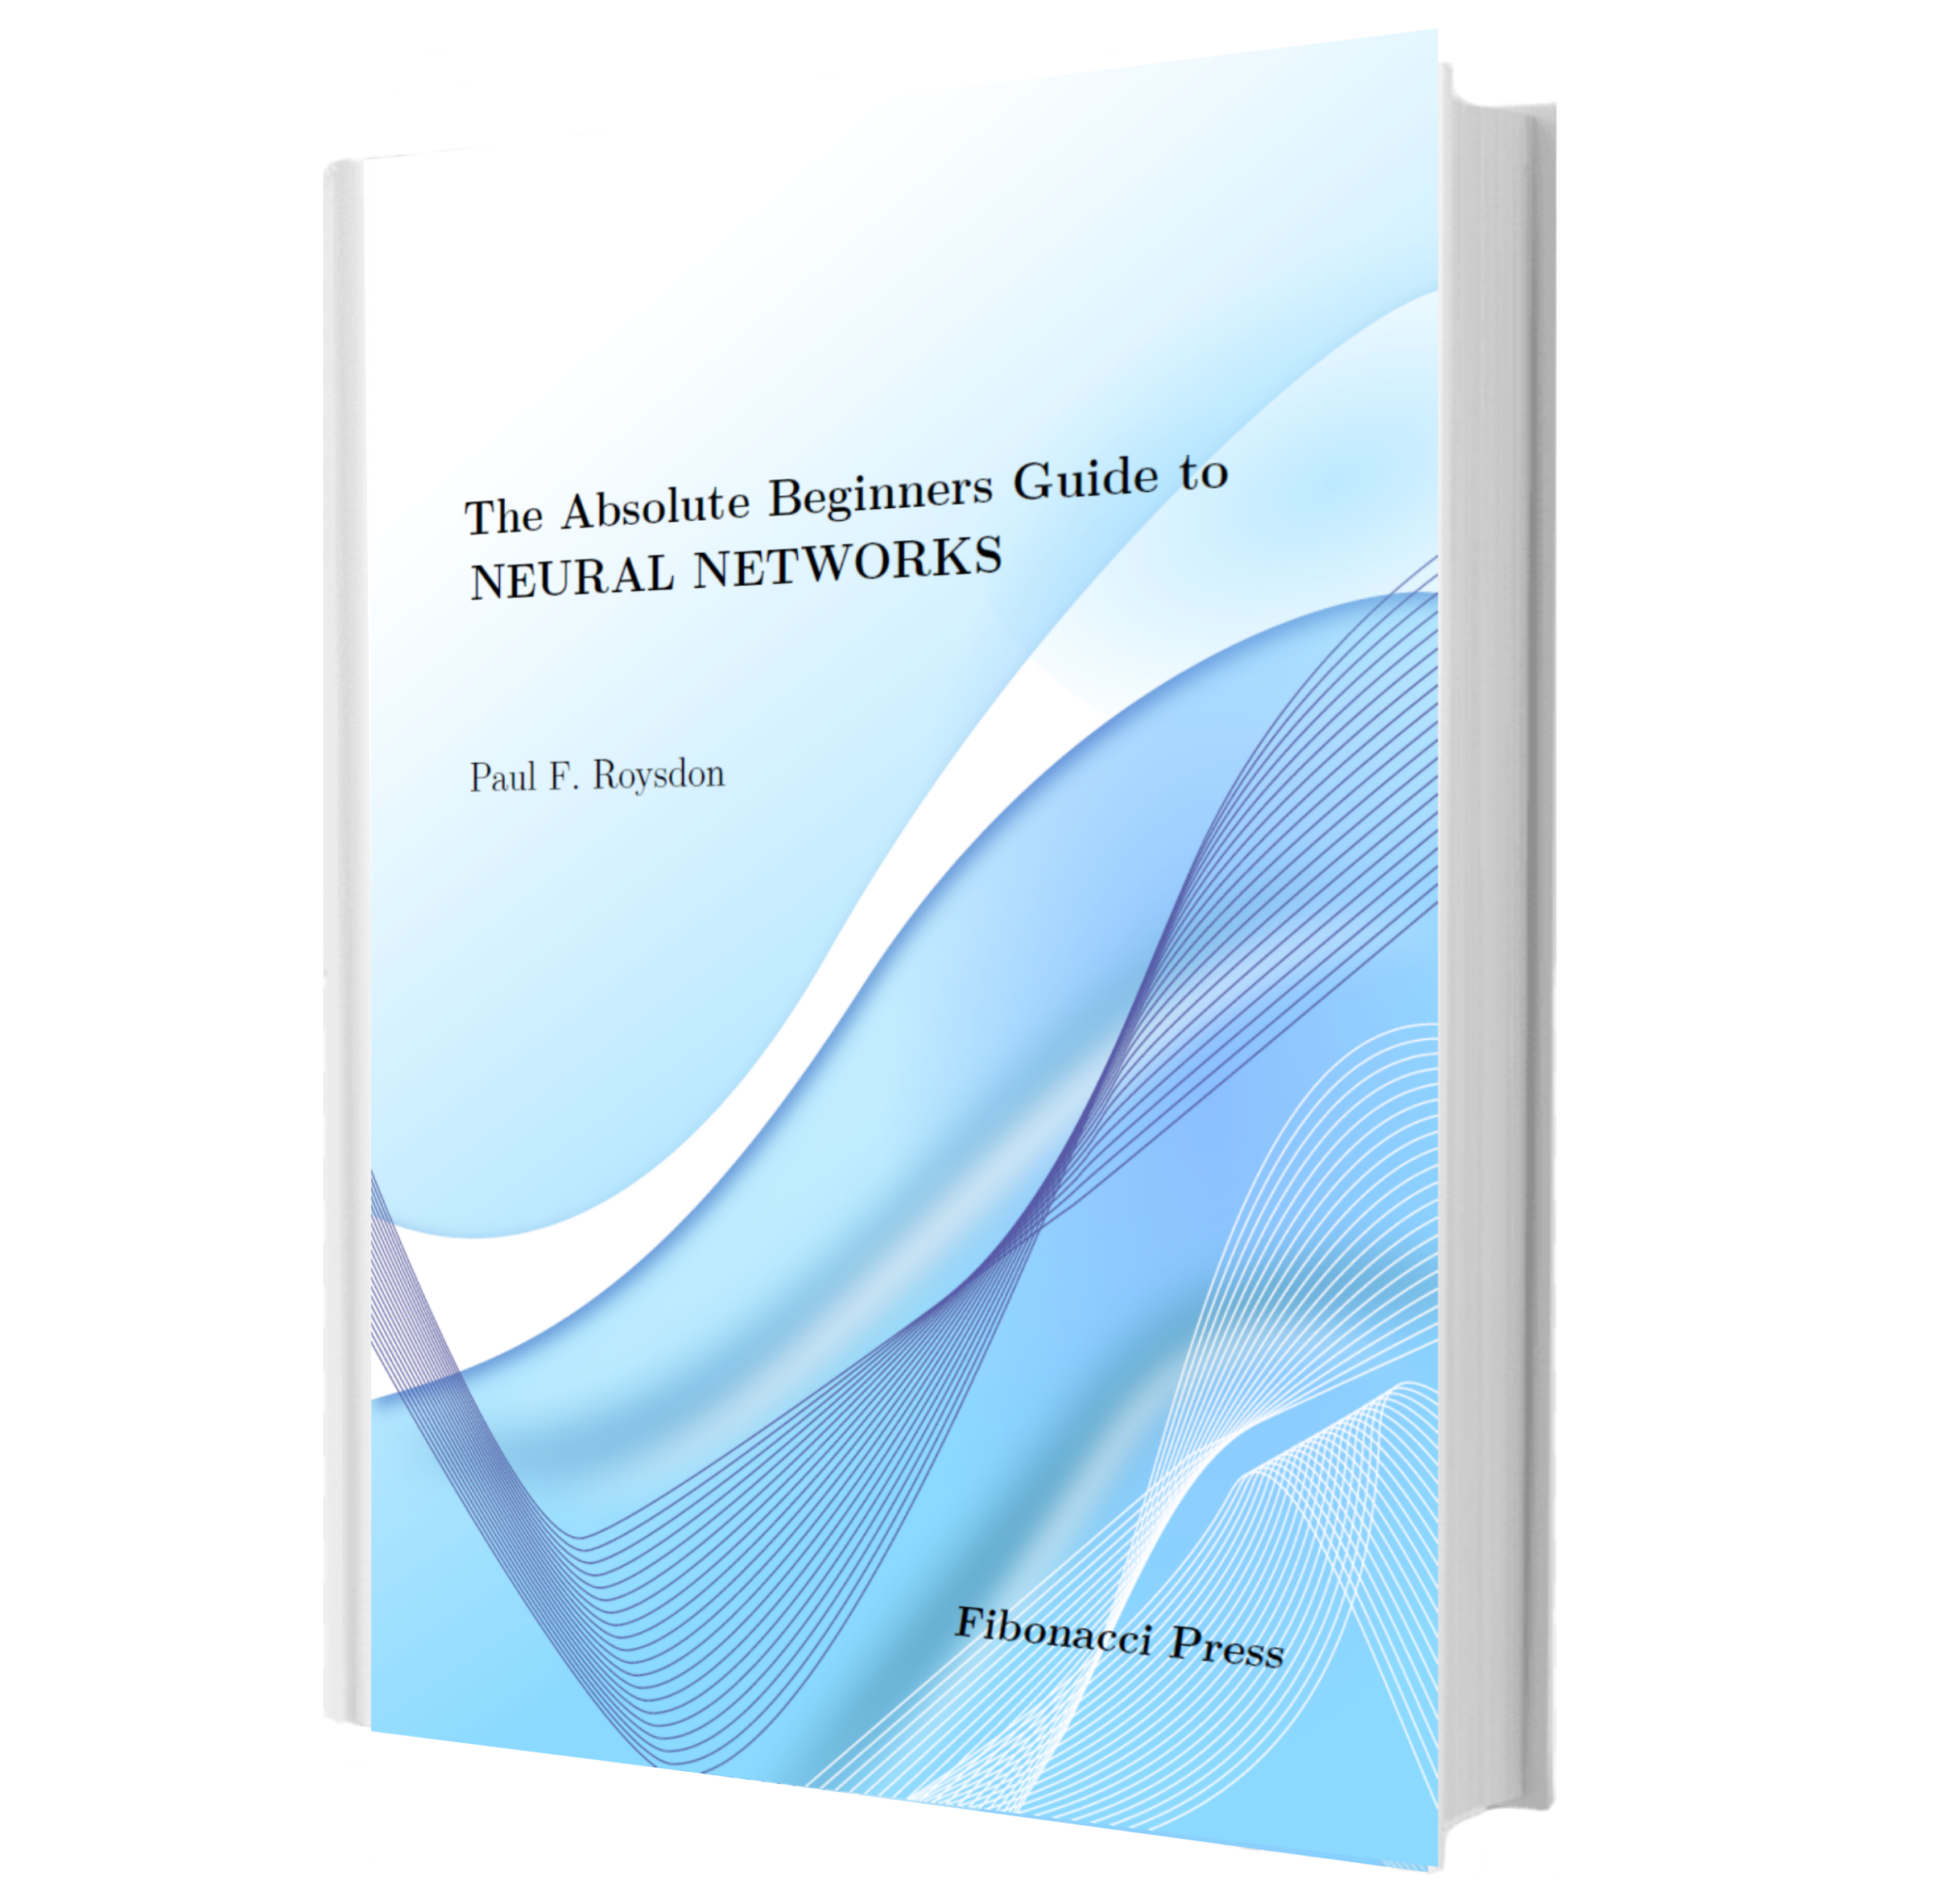 The Absolute Beginners Guide to
NEURAL NETWORKS
Paul F. Roysdon
Fibonacci Press